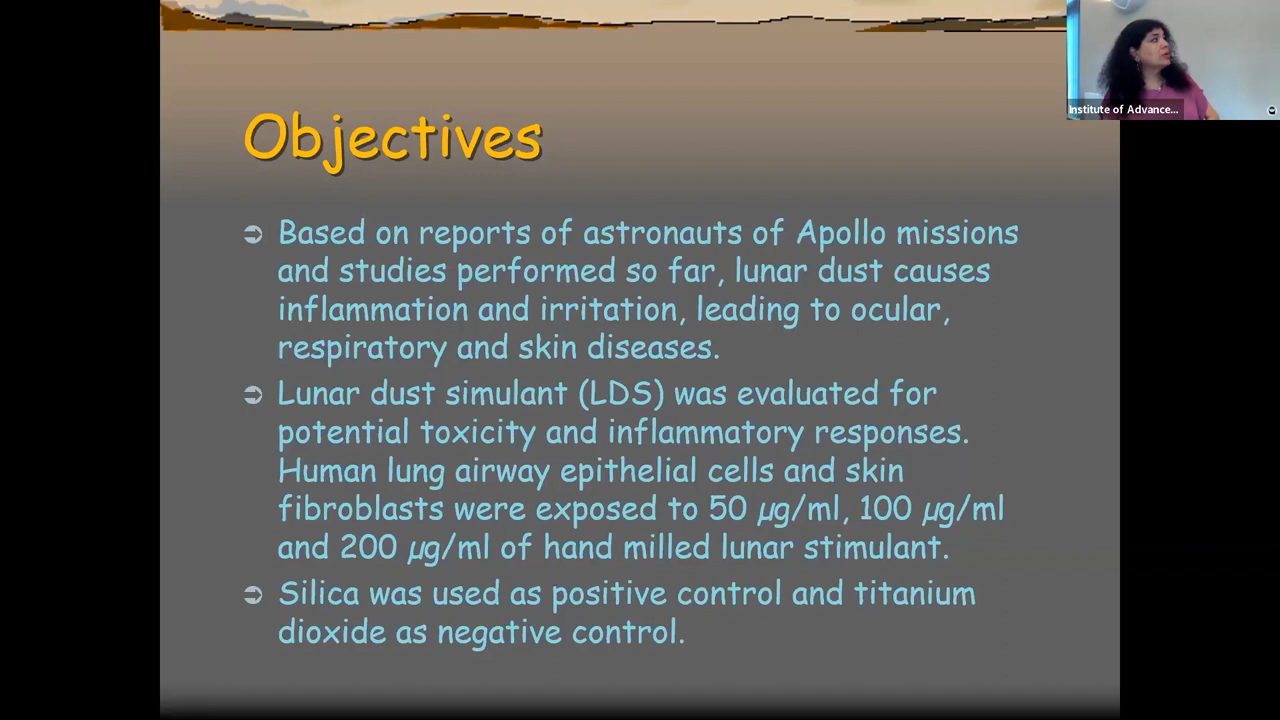 Institute of Advance...
Objectives
Based on reports of astronauts of Apollo missions
and studies performed so far, lunar dust causes
inflammation and irritation, leading to ocular,
respiratory and skin diseases.
Lunar dust simulant (LDS) was evaluated for
potential toxicity and inflammatory responses.
Human lung airway epithelial cells and skin
fibroblasts were exposed to 50 µg/ml, 100 µg/ml
and 200 µg/ml of hand milled lunar stimulant.
Silica was used as positive control and titanium
dioxide as negative control.